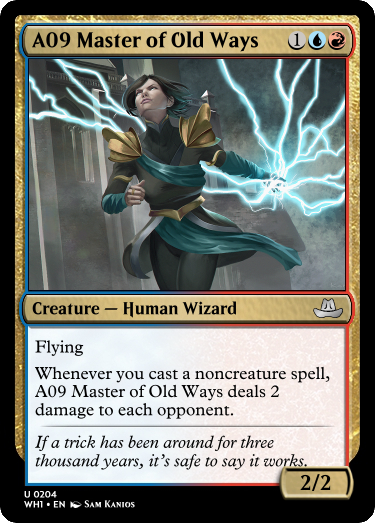 A09 Master of Old Ways 1
Creature — Human Wizard
Flying
Whenever you cast a noncreature spell,
A09 Master of Old Ways deals 2
damage to each opponent.
If a trick has been around for three
thousand years, it's safe to say it works.
2/2
U 0204
WH1 • EN Sam Kanios